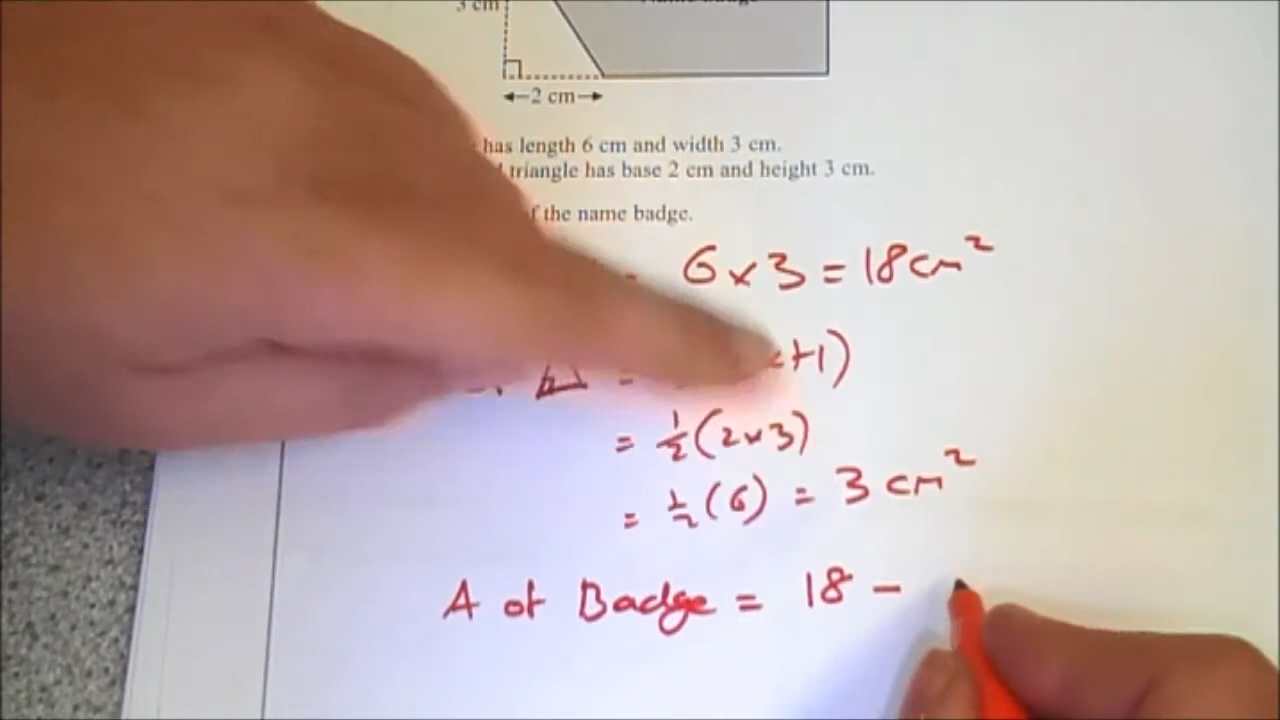 3 cm
2 cm
has length 6 cm and width 3 cm.
triangle has base 2 cm and height 3 cm.
of the name badge.
= 6 × 3 = 18 cm²
= +1)
= 1/2 (2×3)
= 1/2 (6) = 3 cm²
A of Badge = 18 –